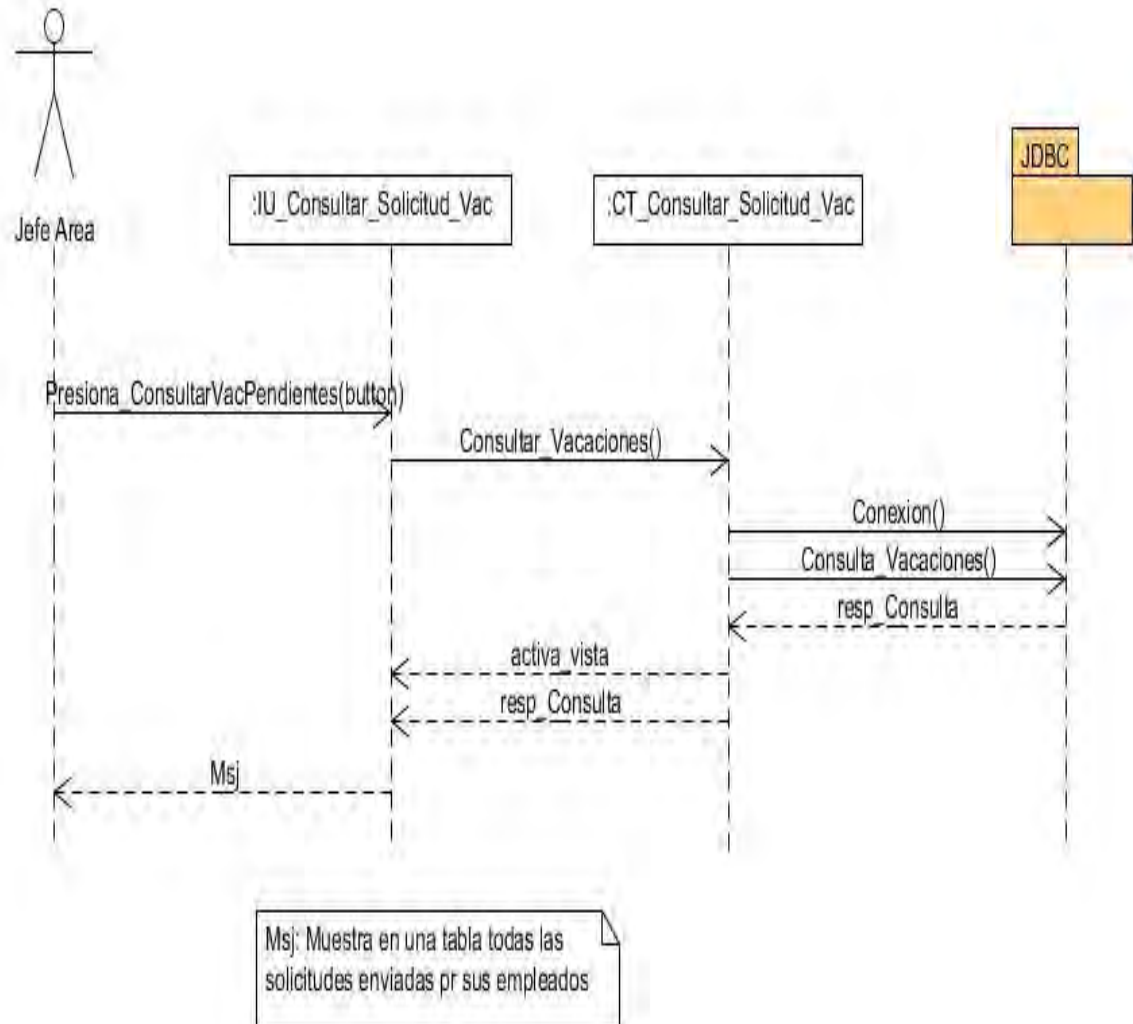 JDBC
:IU_Consultar_Solicitud_Vac
:CT_Consultar_Solicitud_Vac
Jefe Area
Presiona_ConsultarVacPendientes(button)
Consultar_Vacaciones()
Conexion()
Consulta_Vacaciones()
resp_Consulta
activa_vista
resp_Consulta
Msj
Msj: Muestra en una tabla todas las
solicitudes enviadas pr sus empleados